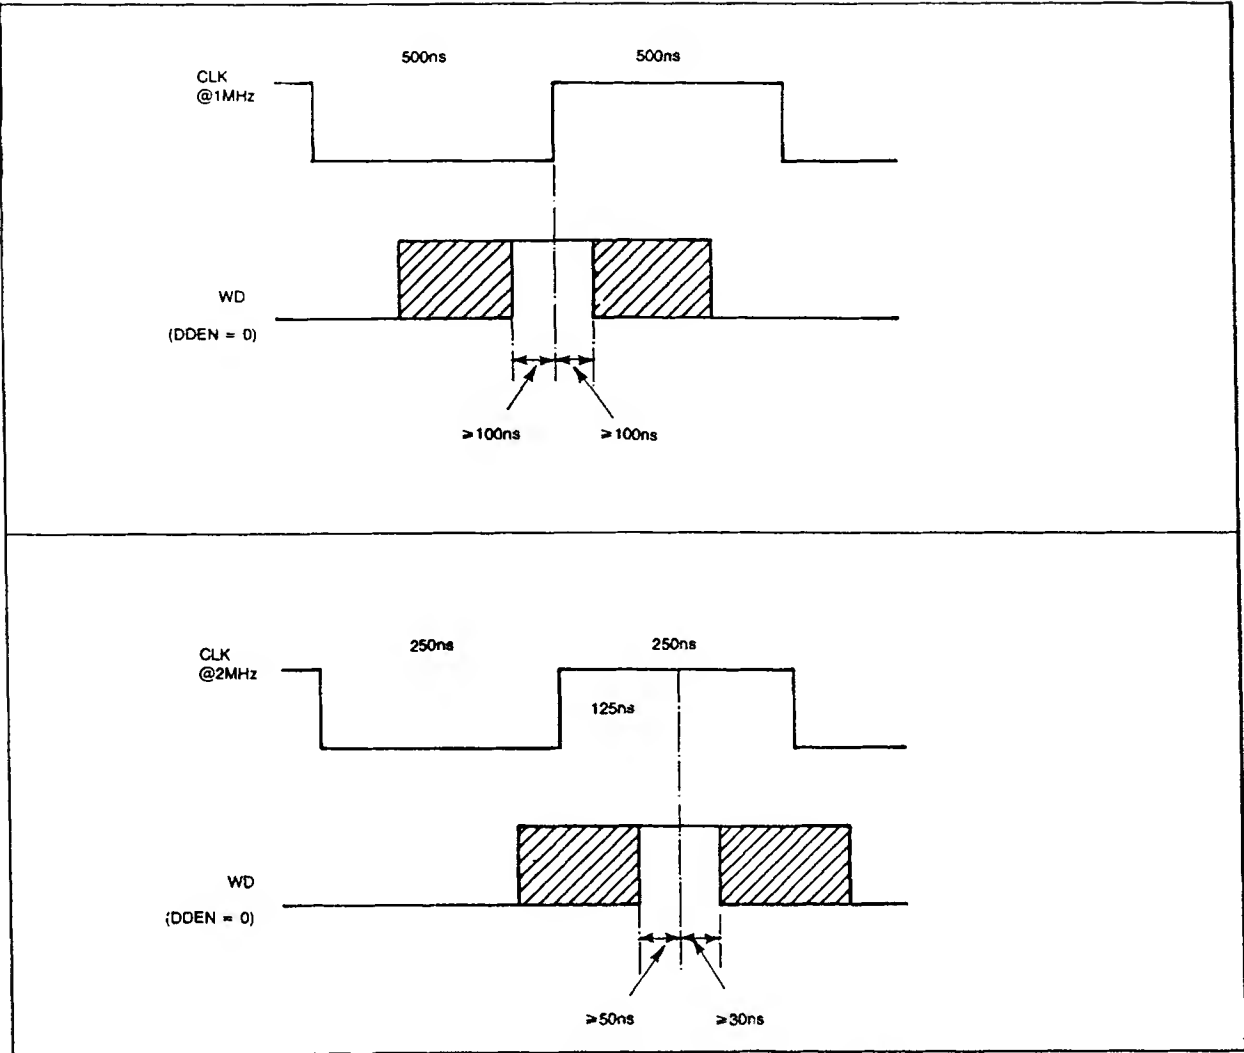 500ns
500ns
CLK
@1MHz
WD
(DDEN = 0)
⩾100ns
⩾100ns
250ns
250ns
CLK
@2MHz
125ns
WD
(DDEN = 0)
⩾50ns
⩾30ns